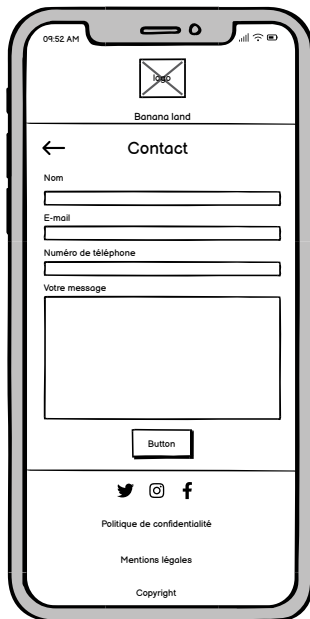 09:52 AM
logo
Banana land
Contact
Nom
E-mail
Numéro de téléphone
Votre message
Button
Politique de confidentialité
Mentions légales
Copyright